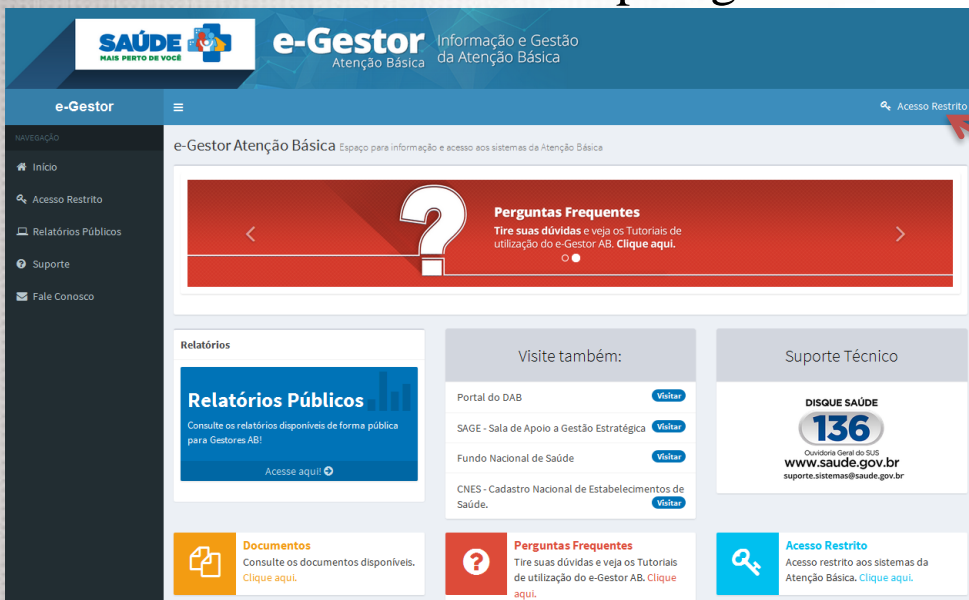 SAÚDE
MAIS PERTO DE VOCÊ
e-Gestor
Atenção Básica
Informação e Gestão
da Atenção Básica
e-Gestor
Acesso Restrito
NAVEGAÇÃO
Início
Acesso Restrito
Relatórios Públicos
Suporte
Fale Conosco
e-Gestor Atenção Básica Espaço para informação e acesso aos sistemas da Atenção Básica
Perguntas Frequentes
Tire suas dúvidas e veja os Tutoriais de
utilização do e-Gestor AB. Clique aqui.
Relatórios
Relatórios Públicos
Consulte os relatórios disponíveis de forma pública
para Gestores AB!
Acesse aqui!
Visite também:
Portal do DAB Visitar
SAGE - Sala de Apoio a Gestão Estratégica Visitar
Fundo Nacional de Saúde Visitar
CNES - Cadastro Nacional de Estabelecimentos de
Saúde. Visitar
Suporte Técnico
DISQUE SAÚDE
136
Ouvidoria Geral do SUS
www.saude.gov.br
suporte.sistemas@saude.gov.br
Documentos
Consulte os documentos disponíveis.
Clique aqui.
Perguntas Frequentes
Tire suas dúvidas e veja os Tutoriais
de utilização do e-Gestor AB. Clique
aqui.
Acesso Restrito
Acesso restrito aos sistemas da
Atenção Básica. Clique aqui.